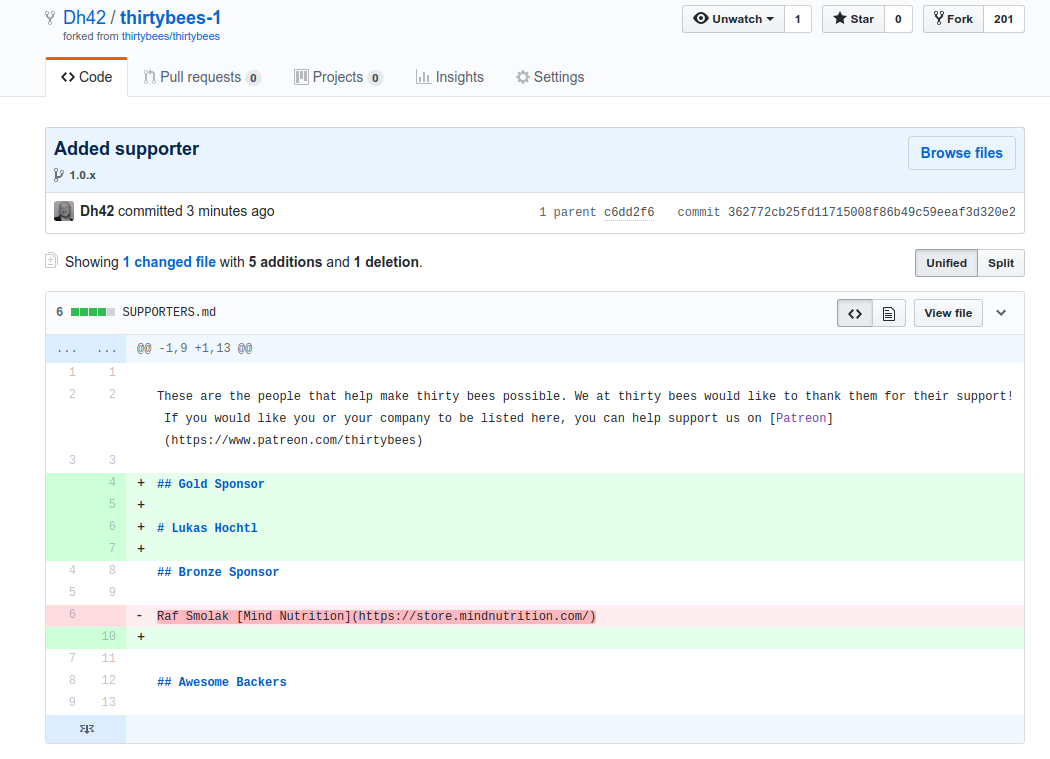 Dh42 / thirtybees-1
forked from thirtybees/thirtybees
Unwatch 1 Star 0 Fork 201
Code Pull requests 0 Projects 0 Insights Settings
Added supporter
Browse files
1.0.x
Dh42 committed 3 minutes ago 1 parent c6dd2f6 commit 362772cb25fd11715008f86b49c59eeaf3d320e2
Showing 1 changed file with 5 additions and 1 deletion.
Unified Split
6 SUPPORTERS.md <> View file
... ... @@ -1,9 +1,13 @@
1 1
2 2 These are the people that help make thirty bees possible. We at thirty bees would like to thank them for their support!
If you would like you or your company to be listed here, you can help support us on [Patreon]
(https://www.patreon.com/thirtybees)
3 3
4 + ## Gold Sponsor
5 +
6 + # Lukas Hochtl
7 +
4 8 ## Bronze Sponsor
5 9
6 - Raf Smolak [Mind Nutrition](https://store.mindnutrition.com/)
10 +
7 11
8 12 ## Awesome Backers
9 13